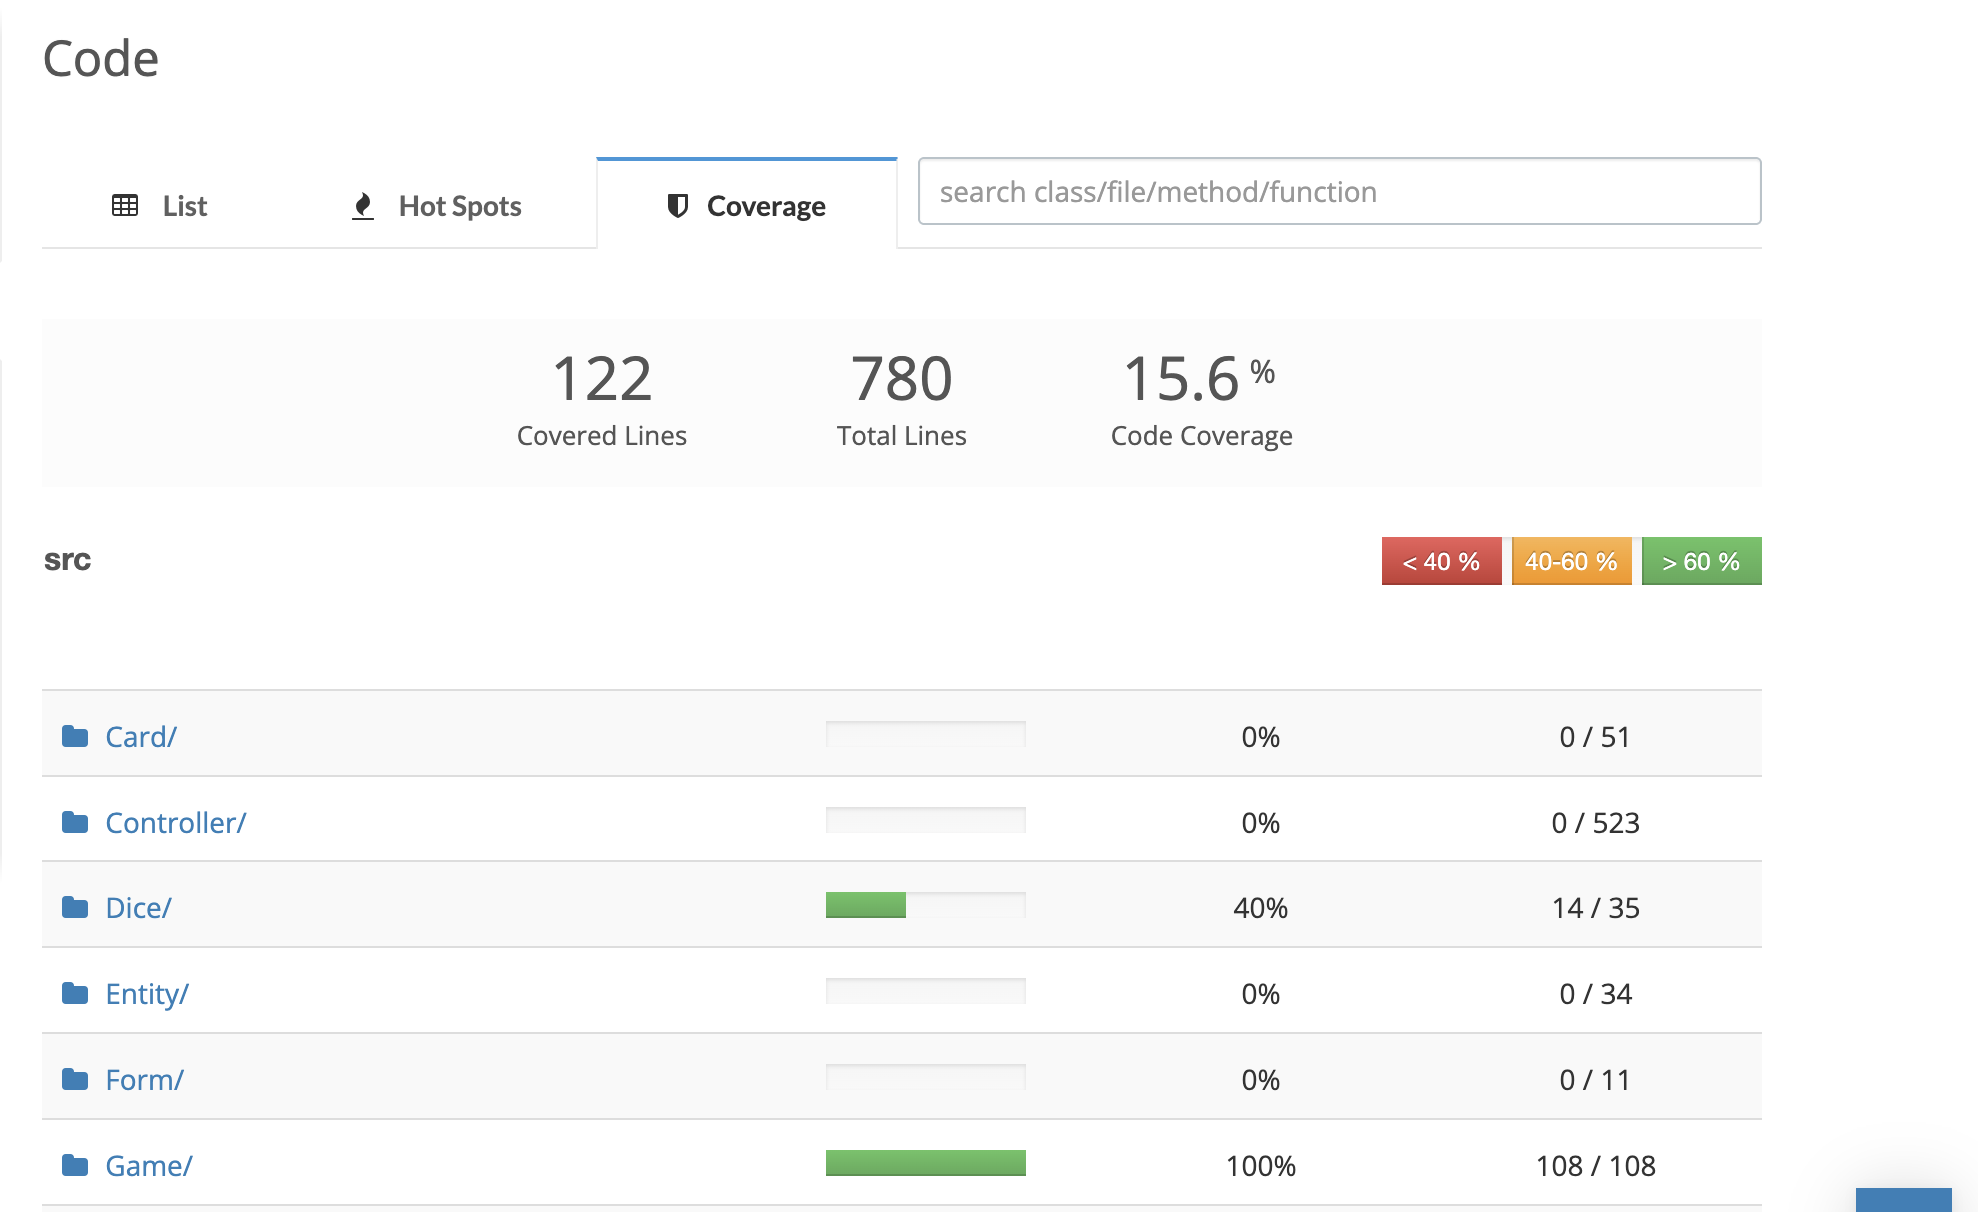 Code
List
Hot Spots
Coverage
search class/file/method/function
122
780
15.6 %
Covered Lines
Total Lines
Code Coverage
src
< 40 %
40-60 %
> 60 %
Card/ 0% 0 / 51
Controller/ 0% 0 / 523
Dice/ 40% 14 / 35
Entity/ 0% 0 / 34
Form/ 0% 0 / 11
Game/ 100% 108 / 108